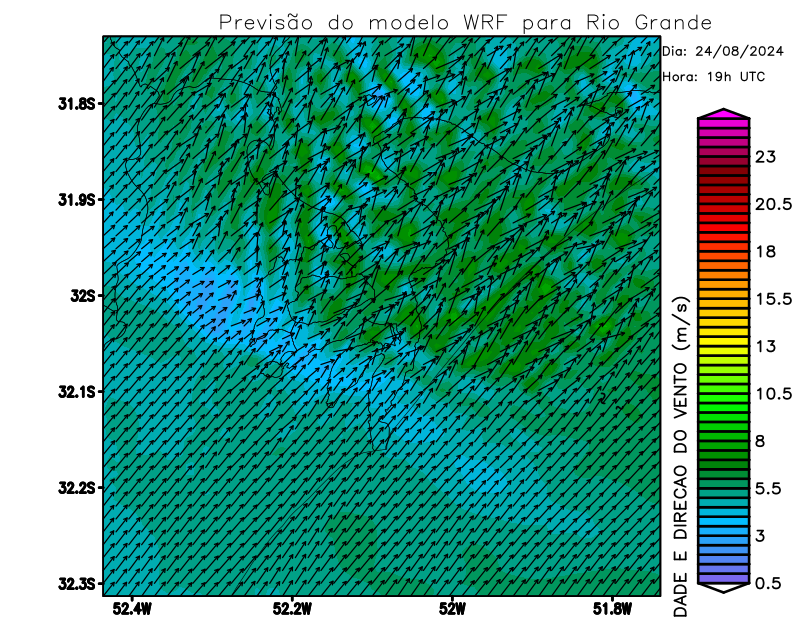 Previsão do modelo WRF para Rio Grande
Dia: 24/08/2024
Hora: 19h UTC
31.8S
31.9S
32S
32.1S
32.2S
32.3S
52.4W
52.2W
52W
51.8W
DADE E DIRECAO DO VENTO (m/s)
23
20.5
18
15.5
13
10.5
8
5.5
3
0.5